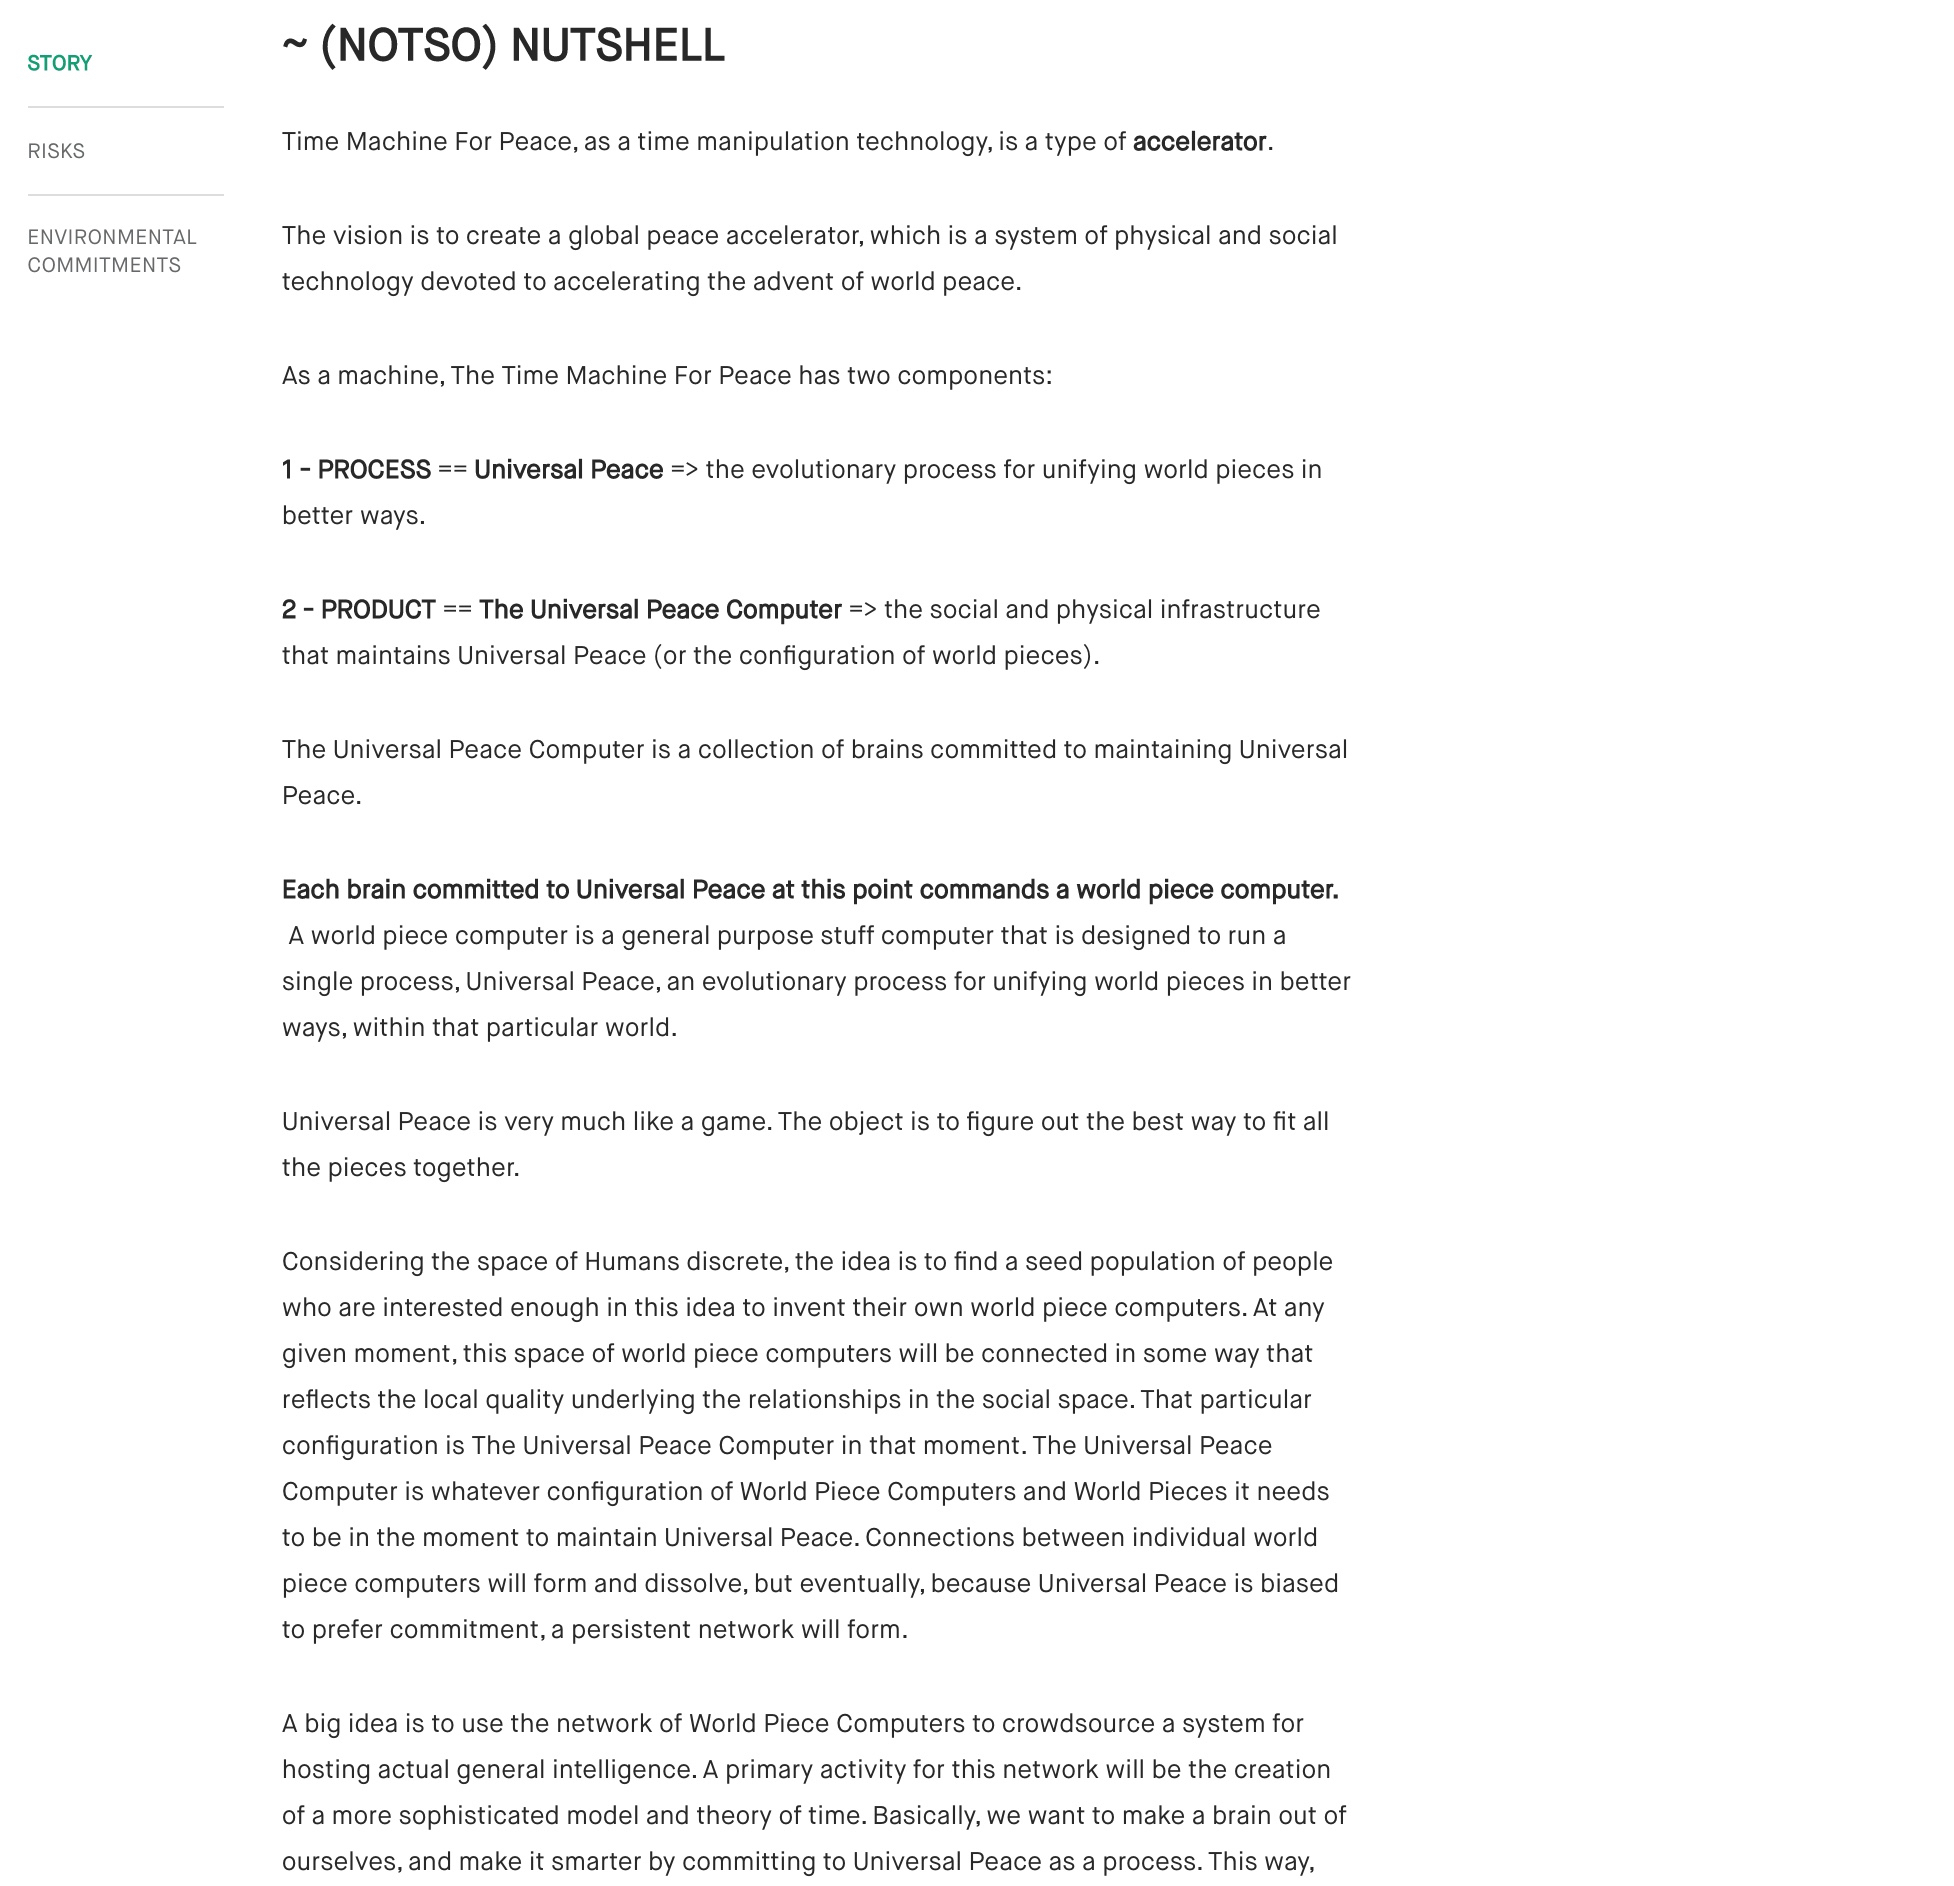 STORY
RISKS
ENVIRONMENTAL
COMMITMENTS
~ (NOTSO) NUTSHELL
Time Machine For Peace, as a time manipulation technology, is a type of accelerator.
The vision is to create a global peace accelerator, which is a system of physical and social
technology devoted to accelerating the advent of world peace.
As a machine, The Time Machine For Peace has two components:
1 - PROCESS == Universal Peace => the evolutionary process for unifying world pieces in
better ways.
2 - PRODUCT == The Universal Peace Computer => the social and physical infrastructure
that maintains Universal Peace (or the configuration of world pieces).
The Universal Peace Computer is a collection of brains committed to maintaining Universal
Peace.
Each brain committed to Universal Peace at this point commands a world piece computer.
A world piece computer is a general purpose stuff computer that is designed to run a
single process, Universal Peace, an evolutionary process for unifying world pieces in better
ways, within that particular world.
Universal Peace is very much like a game. The object is to figure out the best way to fit all
the pieces together.
Considering the space of Humans discrete, the idea is to find a seed population of people
who are interested enough in this idea to invent their own world piece computers. At any
given moment, this space of world piece computers will be connected in some way that
reflects the local quality underlying the relationships in the social space. That particular
configuration is The Universal Peace Computer in that moment. The Universal Peace
Computer is whatever configuration of World Piece Computers and World Pieces it needs
to be in the moment to maintain Universal Peace. Connections between individual world
piece computers will form and dissolve, but eventually, because Universal Peace is biased
to prefer commitment, a persistent network will form.
A big idea is to use the network of World Piece Computers to crowdsource a system for
hosting actual general intelligence. A primary activity for this network will be the creation
of a more sophisticated model and theory of time. Basically, we want to make a brain out of
ourselves, and make it smarter by committing to Universal Peace as a process. This way,